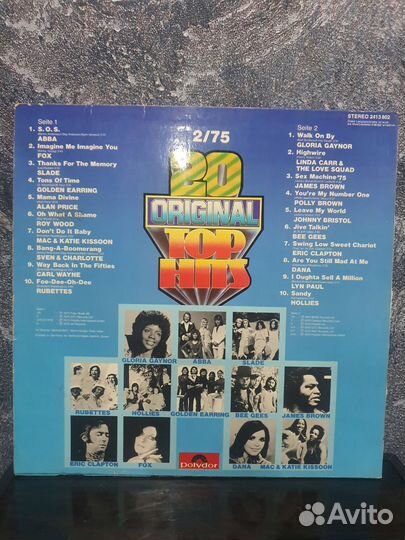 STEREO 2413 802
2/75
20
ORIGINAL
TOP
HITS
Seite 1
1. S.O.S.
ABBA
2. Imagine Me Imagine You
FOX
3. Thanks For The Memory
SLADE
4. Tons Of Time
GOLDEN EARRING
5. Mama Divine
ALAN PRICE
6. Oh What A Shame
ROY WOOD
7. Don't Do It Baby
MAC & KATIE KISSOON
8. Bang-A-Boomerang
SVEN & CHARLOTTE
9. Way Back In The Fifties
CARL WAYNE
10. Foe-Dee-Oh-Dee
RUBETTES
Seite 2
1. Walk On By
GLORIA GAYNOR
2. Highwire
LINDA CARR &
THE LOVE SQUAD
3. Sex Machine '75
JAMES BROWN
4. You're My Number One
POLLY BROWN
5. Leave My World
JOHNNY BRISTOL
6. Jive Talkin'
BEE GEES
7. Swing Low Sweet Chariot
ERIC CLAPTON
8. Are You Still Mad At Me
DANA
9. I Oughta Sell A Million
LYN PAUL
10. Sandy
HOLLIES
GLORIA GAYNOR
ABBA
SLADE
RUBETTES
HOLLIES
GOLDEN EARRING
BEE GEES
JAMES BROWN
ERIC CLAPTON
FOX
Polydor
DANA
MAC & KATIE KISSOON
Avito